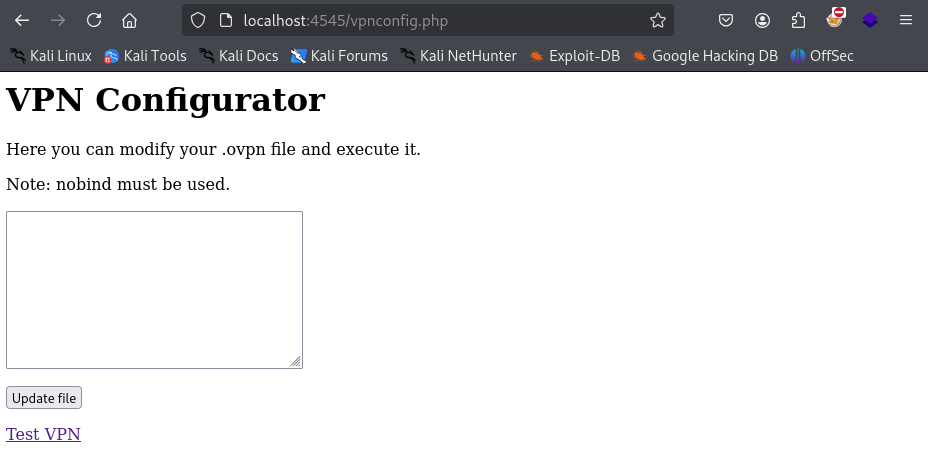 localhost:4545/vpnconfig.php
Kali Linux Kali Tools Kali Docs Kali Forums Kali NetHunter Exploit-DB Google Hacking DB OffSec
VPN Configurator
Here you can modify your .ovpn file and execute it.
Note: nobind must be used.
Update file
Test VPN